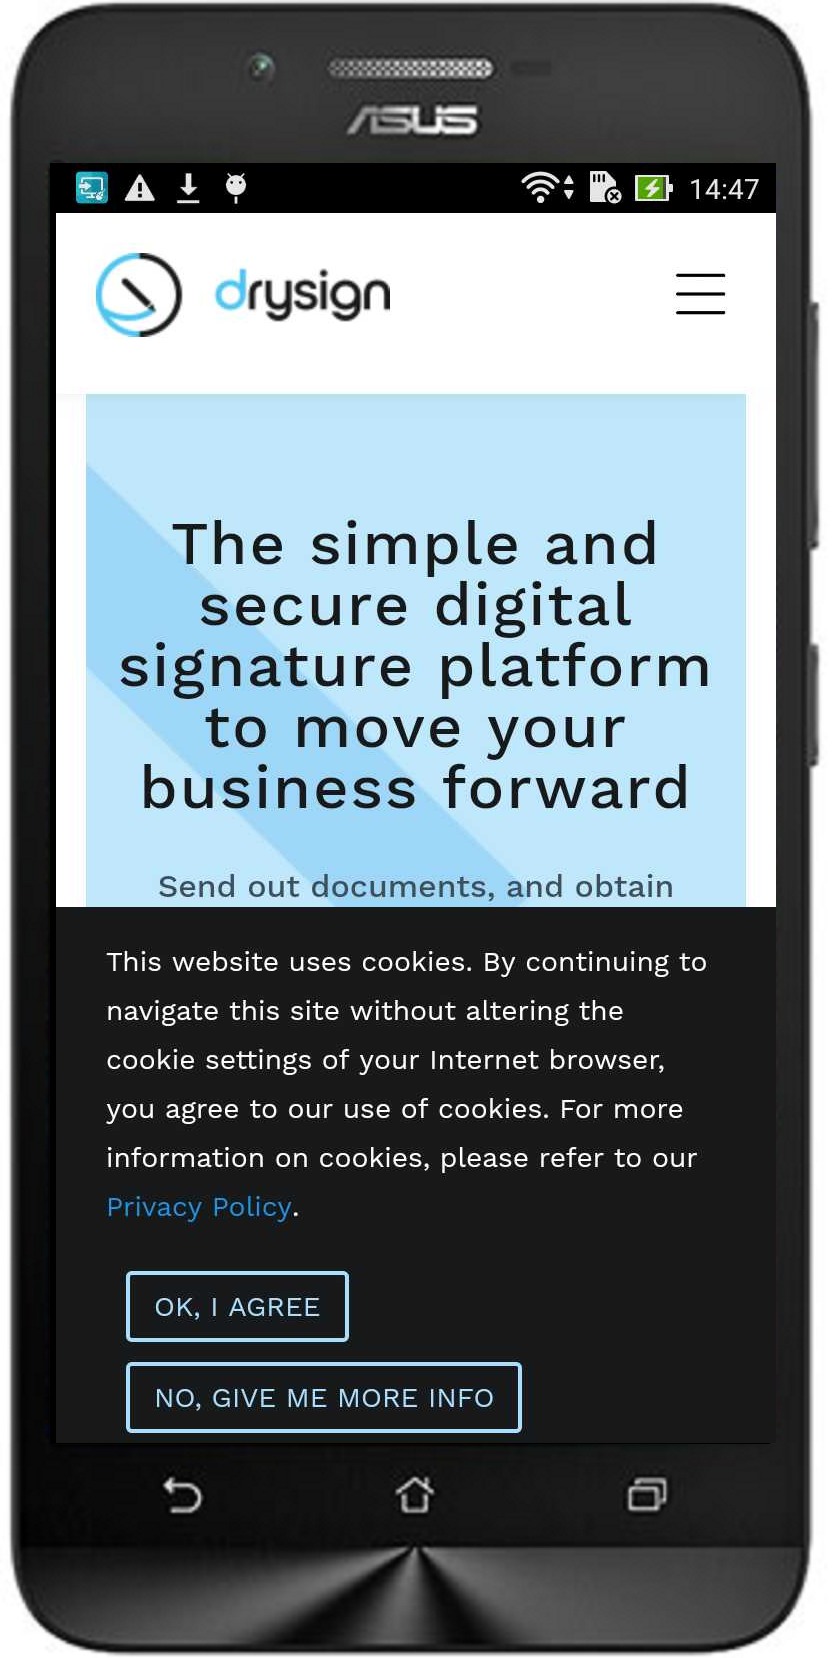 ASUS
14:47
drysign
The simple and
secure digital
signature platform
to move your
business forward
Send out documents, and obtain
This website uses cookies. By continuing to
navigate this site without altering the
cookie settings of your Internet browser,
you agree to our use of cookies. For more
information on cookies, please refer to our
Privacy Policy.
OK, I AGREE
NO, GIVE ME MORE INFO